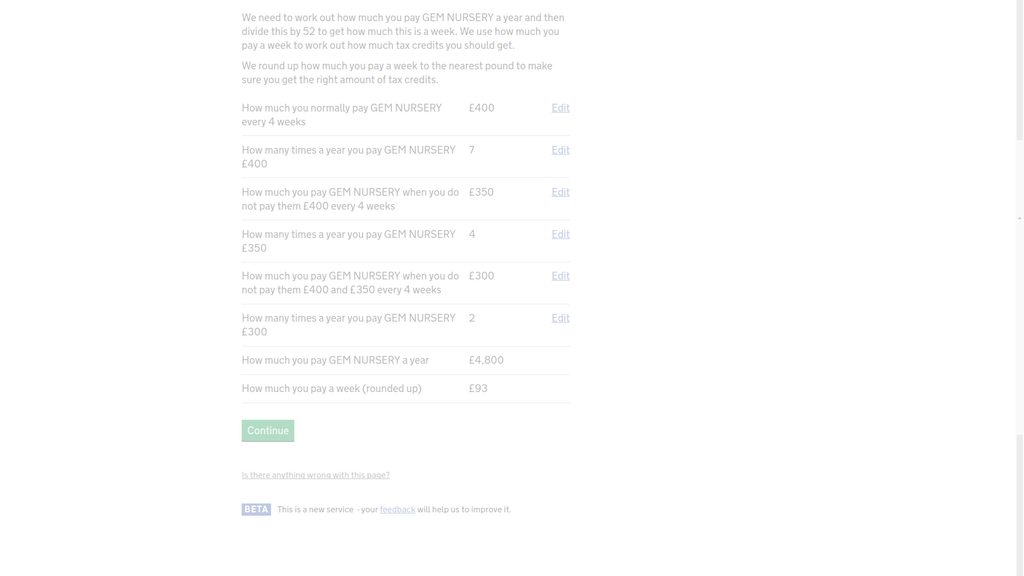 We need to work out how much you pay GEM NURSERY a year and then
divide this by 52 to get how much this is a week. We use how much you
pay a week to work out how much tax credits you should get.
We round up how much you pay a week to the nearest pound to make
sure you get the right amount of tax credits.
How much you normally pay GEM NURSERY £400 Edit
every 4 weeks
How many times a year you pay GEM NURSERY 7 Edit
£400
How much you pay GEM NURSERY when you do £350 Edit
not pay them £400 every 4 weeks
How many times a year you pay GEM NURSERY 4 Edit
£350
How much you pay GEM NURSERY when you do £300 Edit
not pay them £400 and £350 every 4 weeks
How many times a year you pay GEM NURSERY 2 Edit
£300
How much you pay GEM NURSERY a year £4,800
How much you pay a week (rounded up) £93
Continue
Is there anything wrong with this page?
BETA This is a new service - your feedback will help us to improve it.